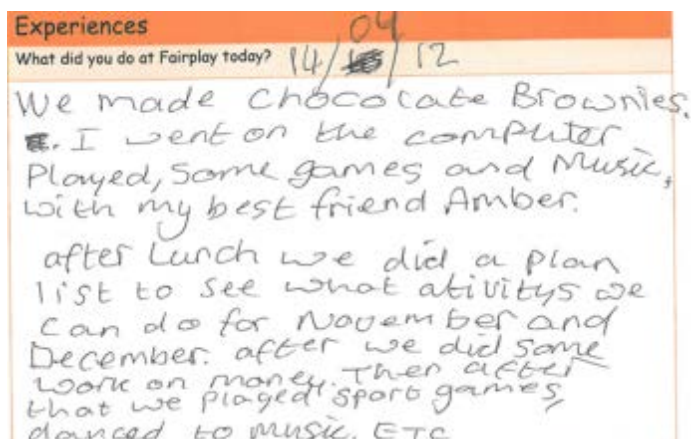 Experiences
04
What did you do at Fairplay today? 14/ /12
We made chocolate Brownies.
. I went on the computer
Played, Some games and Music,
with my best friend Amber.
after Lunch we did a plan
list to see what ativitys we
can do for November and
December. after we did some
work on money. Then after
that we played sport games,
danced to music. ETC